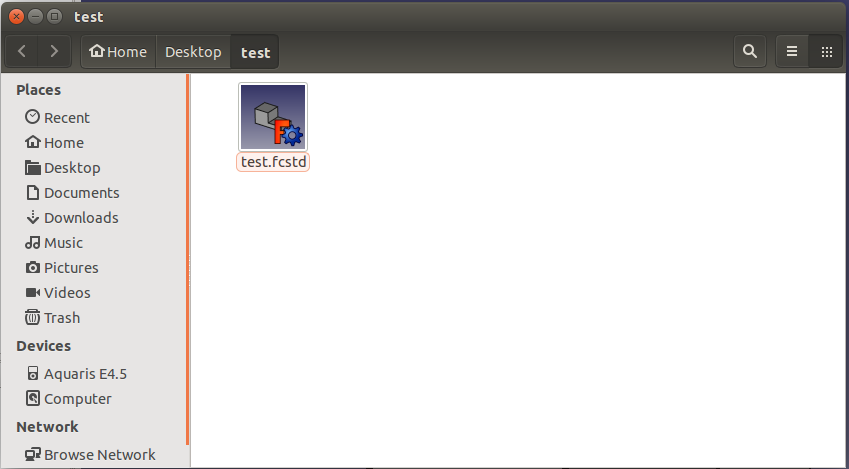 test
Home Desktop test
Places
Recent
Home
Desktop
Documents
Downloads
Music
Pictures
Videos
Trash
Devices
Aquaris E4.5
Computer
Network
Browse Network
F
test.fcstd